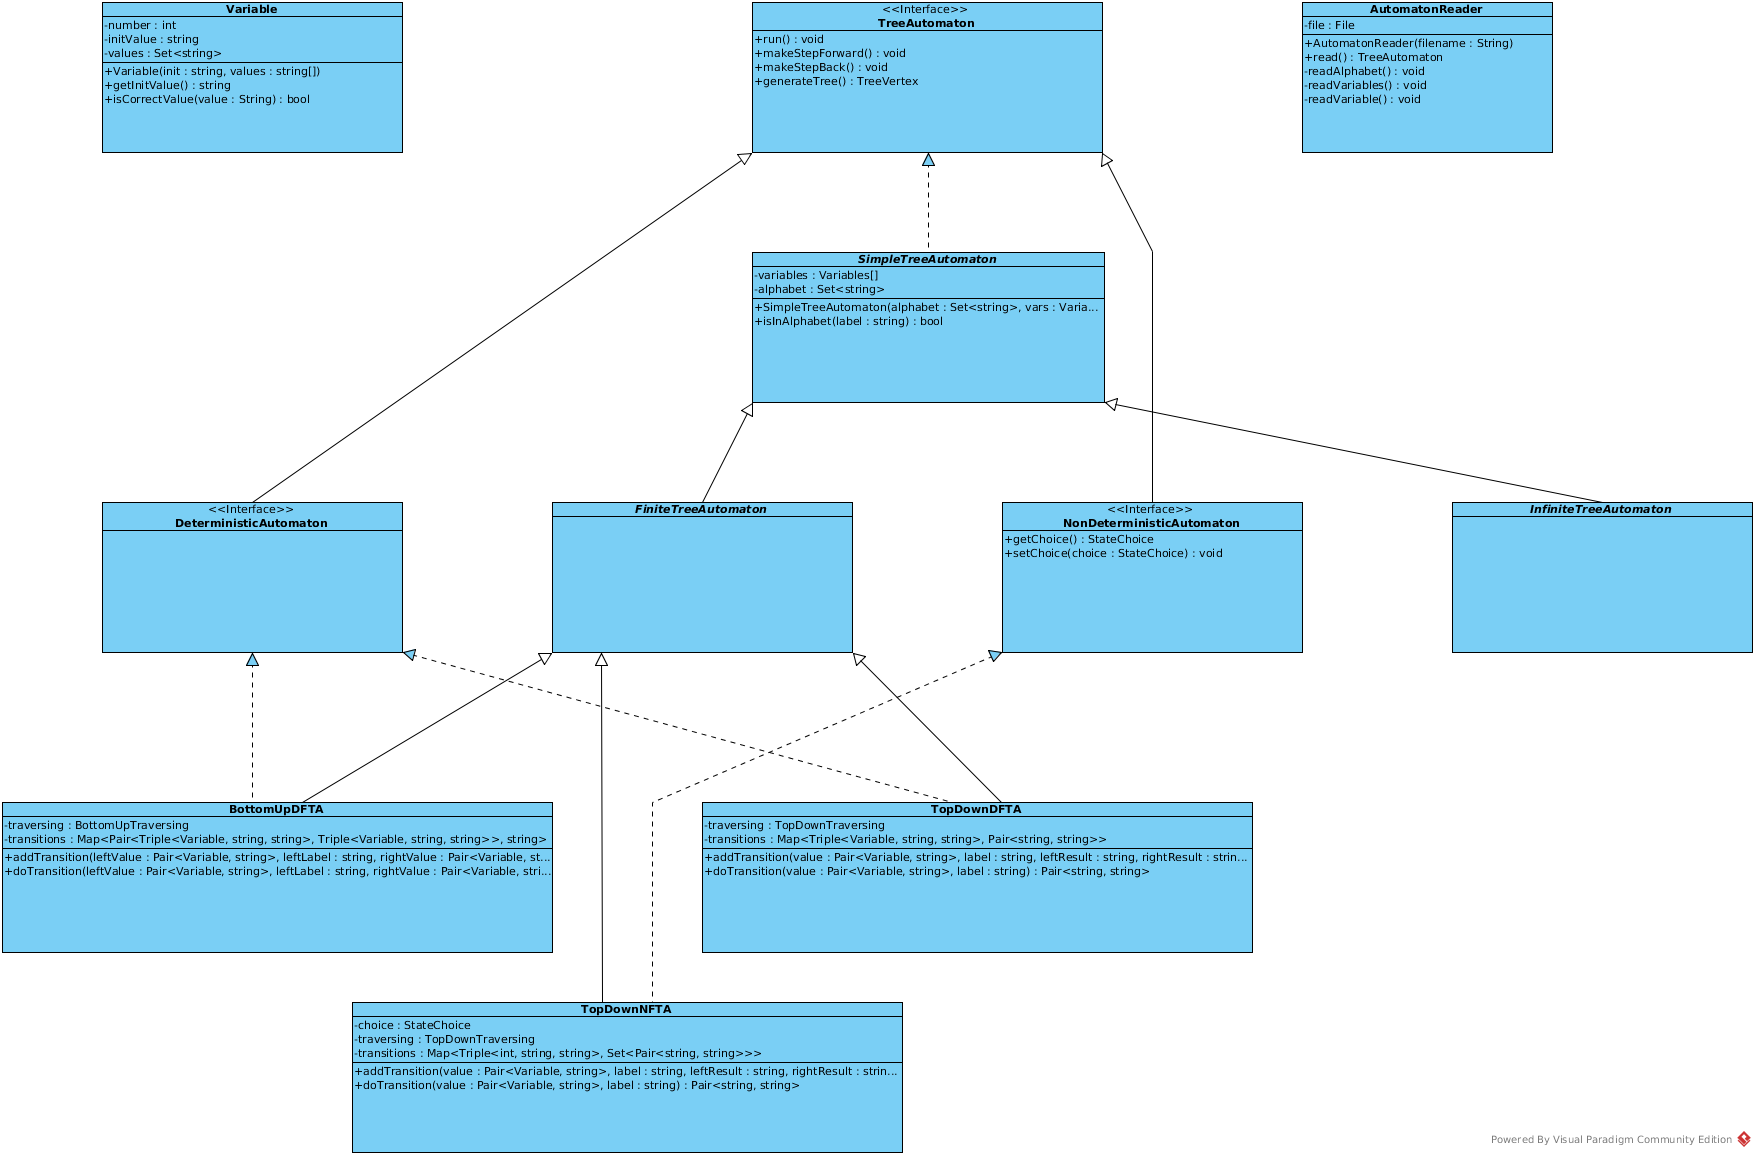 Variable
-number : int
-initValue : string
-values : Set<string>
+Variable(init : string, values : string[])
+getInitValue() : string
+isCorrectValue(value : String) : bool
<<Interface>>
TreeAutomaton
+run() : void
+makeStepForward() : void
+makeStepBack() : void
+generateTree() : TreeVertex
AutomatonReader
-file : File
+AutomatonReader(filename : String)
+read() : TreeAutomaton
-readAlphabet() : void
-readVariables() : void
-readVariable() : void
SimpleTreeAutomaton
-variables : Variables[]
-alphabet : Set<string>
+SimpleTreeAutomaton(alphabet : Set<string>, vars : Varia...
+isInAlphabet(label : string) : bool
<<Interface>>
DeterministicAutomaton
FiniteTreeAutomaton
<<Interface>>
NonDeterministicAutomaton
+getChoice() : StateChoice
+setChoice(choice : StateChoice) : void
InfiniteTreeAutomaton
BottomUpDFTA
-traversing : BottomUpTraversing
-transitions : Map<Pair<Triple<Variable, string, string>, Triple<Variable, string, string>>, string>
+addTransition(leftValue : Pair<Variable, string>, leftLabel : string, rightValue : Pair<Variable, st...
+doTransition(leftValue : Pair<Variable, string>, leftLabel : string, rightValue : Pair<Variable, stri...
TopDownDFTA
-traversing : TopDownTraversing
-transitions : Map<Triple<Variable, string, string>, Pair<string, string>>
+addTransition(value : Pair<Variable, string>, label : string, leftResult : string, rightResult : strin...
+doTransition(value : Pair<Variable, string>, label : string) : Pair<string, string>
TopDownNFTA
-choice : StateChoice
-traversing : TopDownTraversing
-transitions : Map<Triple<int, string, string>, Set<Pair<string, string>>>
+addTransition(value : Pair<Variable, string>, label : string, leftResult : string, rightResult : strin...
+doTransition(value : Pair<Variable, string>, label : string) : Pair<string, string>
Powered By Visual Paradigm Community Edition